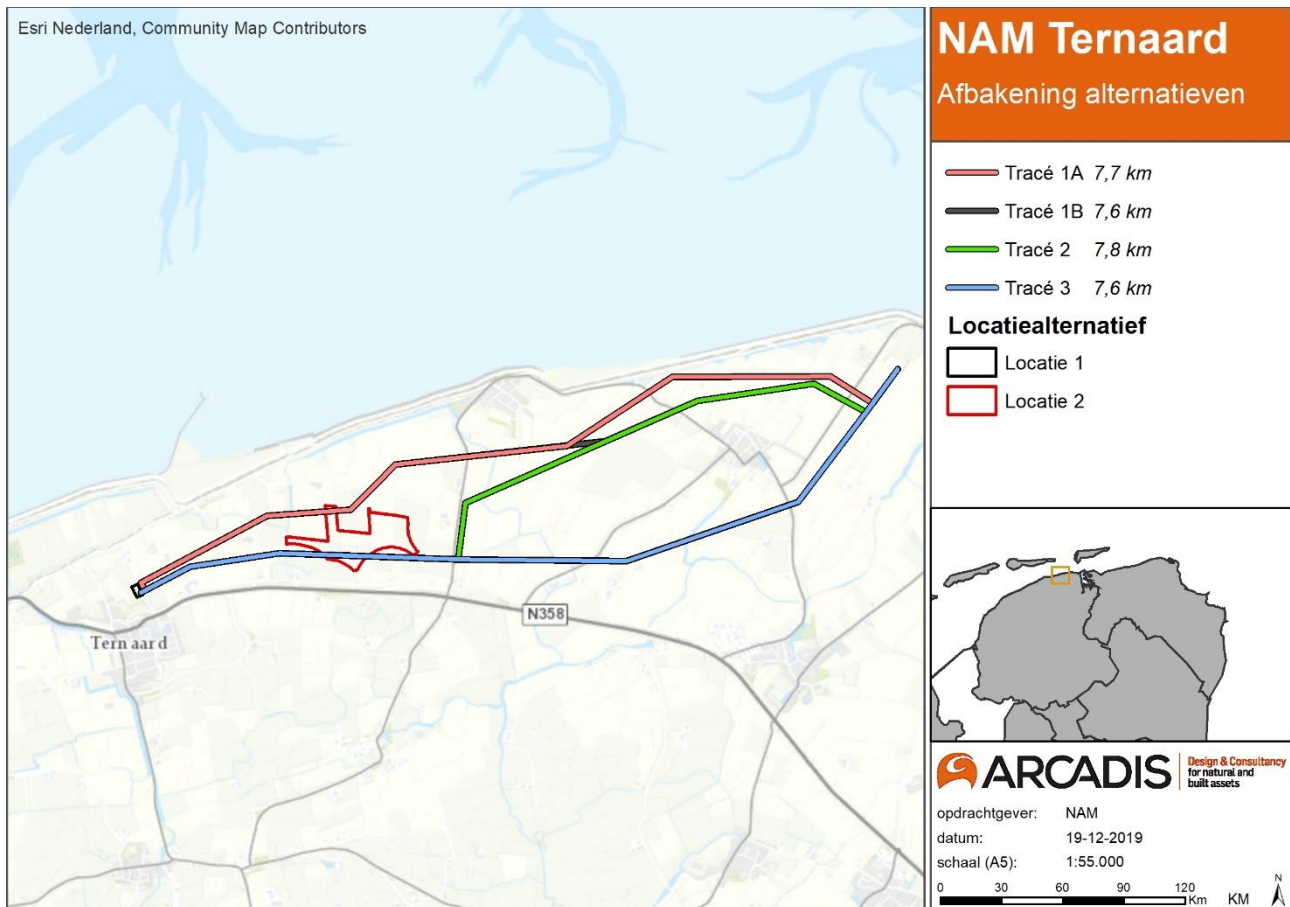 Esri Nederland, Community Map Contributors
N358
Ternaard
NAM Ternaard
Afbakening alternatieven
Tracé 1A 7,7 km
Tracé 1B 7,6 km
Tracé 2 7,8 km
Tracé 3 7,6 km
Locatiealternatief
Locatie 1
Locatie 2
ARCADIS
Design & Consultancy
for natural and
built assets
opdrachtgever: NAM
datum: 19-12-2019
schaal (A5): 1:55.000
0 30 60 90 120
Km KM
N